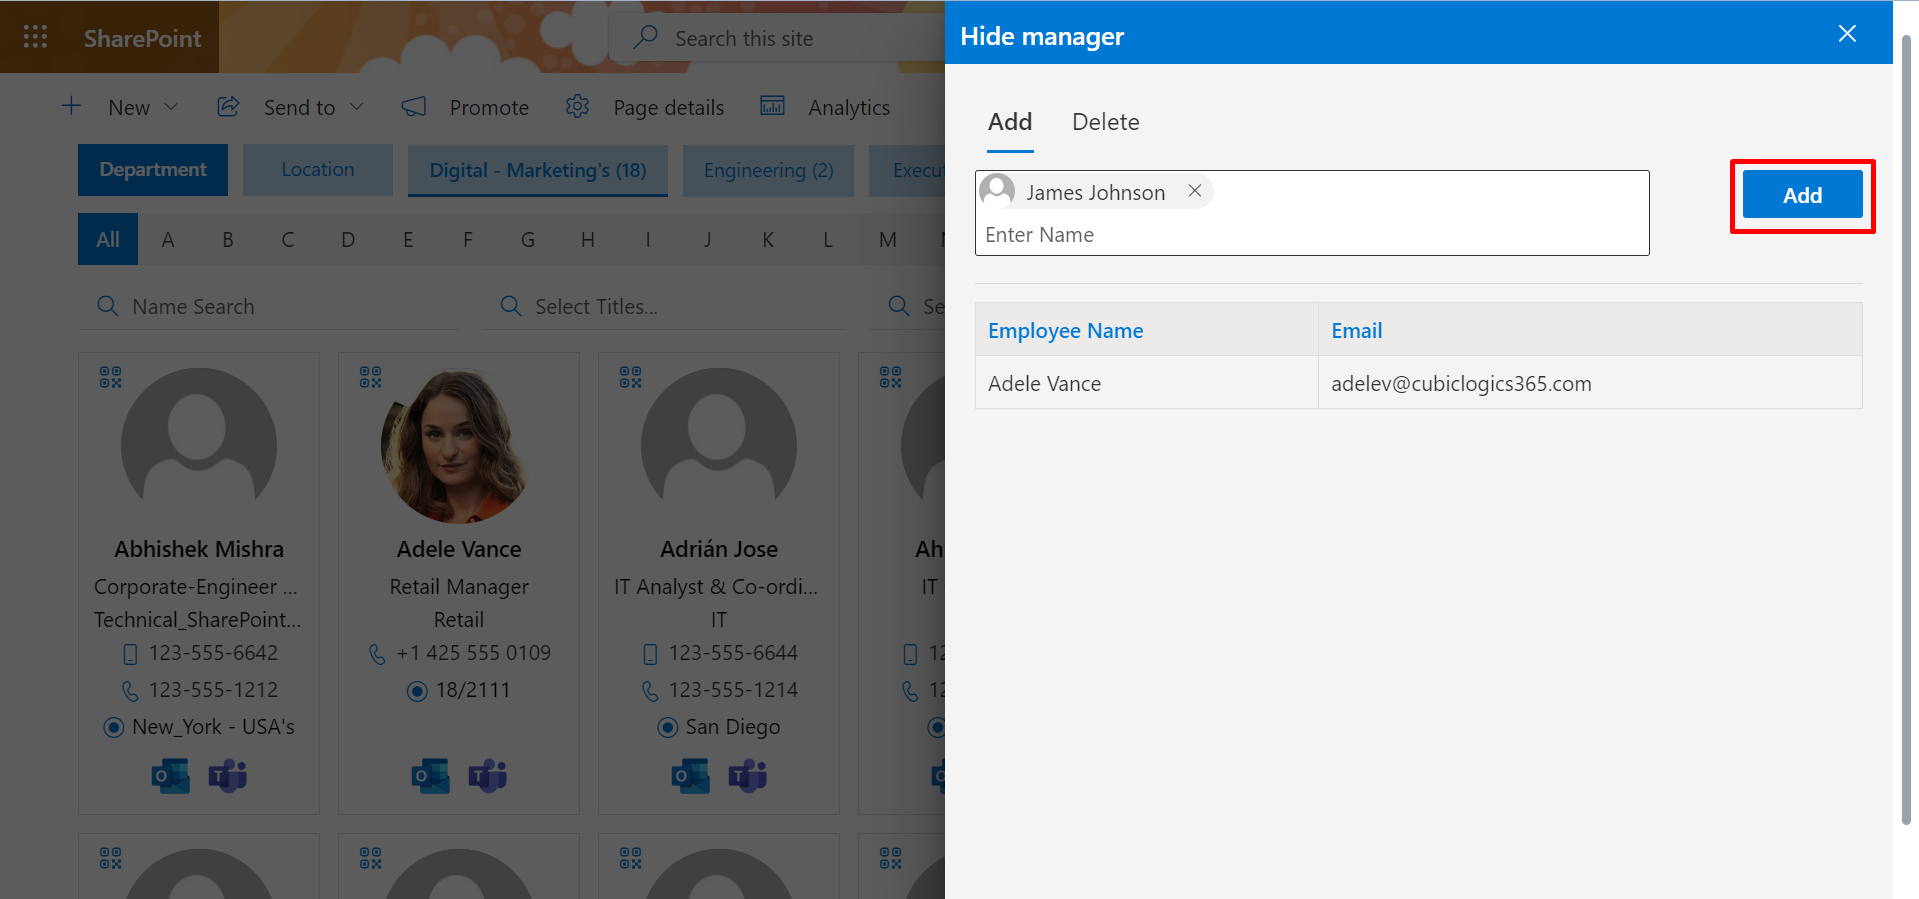 SharePoint
Search this site
New
Send to
Promote
Page details
Analytics
Department
Location
Digital - Marketing's (18)
Engineering (2)
Execu
All A B C D E F G H I J K L M
Name Search
Select Titles...
Se
Abhishek Mishra
Corporate-Engineer ...
Technical_SharePoint...
123-555-6642
123-555-1212
New_York - USA's
Adele Vance
Retail Manager
Retail
+1 425 555 0109
18/2111
Adrián Jose
IT Analyst & Co-ordi...
IT
123-555-6644
123-555-1214
San Diego
Ah
IT
12
12
Hide manager
Add
Delete
James Johnson
Enter Name
Add
Employee Name
Email
Adele Vance
adelev@cubiclogics365.com